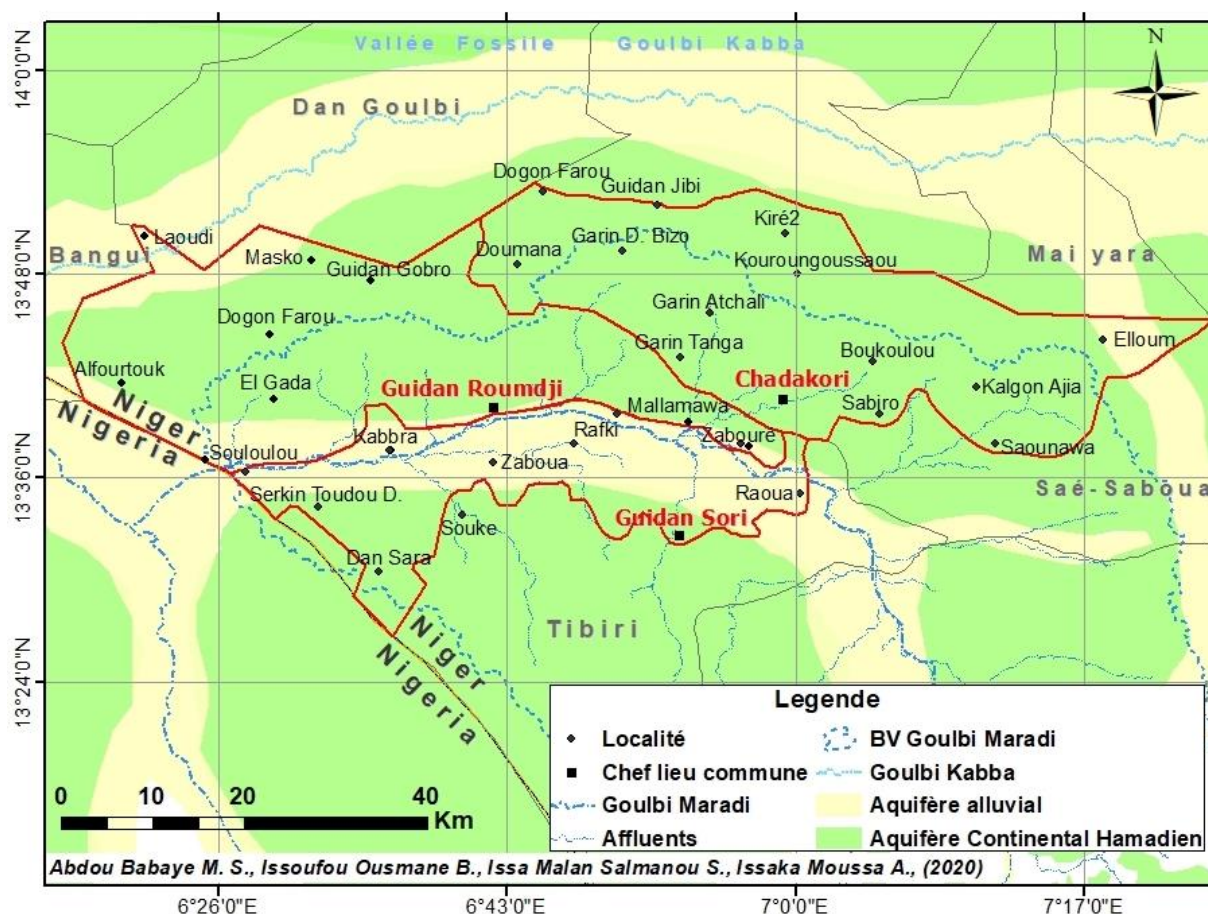 Vallée Fossile Goulbi Kabba
N
14°0'0"N
Dan Goulbi
Dogon Farou
Guidan Jibi
Kiré2
Laoudi
Bangui
Masko
Doumana
Garin D. Bizo
Mai yara
Guidan Gobro
Kouroungoussaou
13°48'0"N
Garin Atchali
Dogon Farou
Garin Tanga
Boukoulou
Elloum
Alfourtouk
El Gada
Guidan Roumdji
Chadakori
Kalgon Ajia
Mallamawa
Sabiro
Niger
Nigeria
Kabbra
Rafki
Zabouré
Saounawa
Souloulou
Zaboua
13°36'0"N
Serkin Toudou D.
Raoua
Saé-Saboua
Souke
Guidan Sori
Dan Sara
Tibiri
Niger
Nigeria
13°24'0"N
Legende
Localité
BV Goulbi Maradi
Chef lieu commune
Goulbi Kabba
Goulbi Maradi
Aquifère alluvial
Affluents
Aquifère Continental Hamadien
0 10 20 40
Km
Abdou Babaye M. S., Issoufou Ousmane B., Issa Malan Salmanou S., Issaka Moussa A., (2020)
6°26'0"E 6°43'0"E 7°0'0"E 7°17'0"E